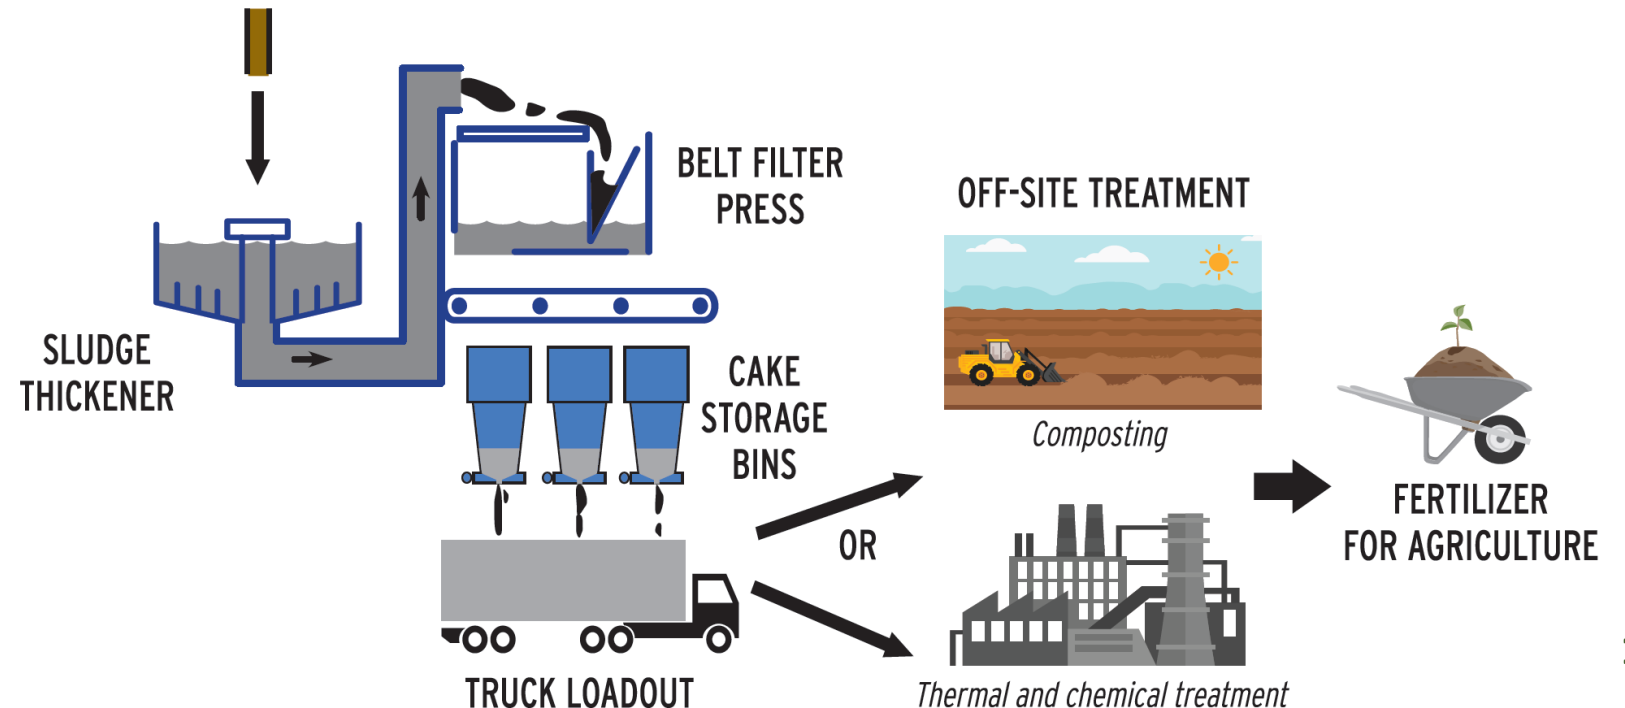 BELT FILTER
PRESS
OFF-SITE TREATMENT
SLUDGE
THICKENER
CAKE
STORAGE
BINS
Composting
OR
FERTILIZER
FOR AGRICULTURE
TRUCK LOADOUT
Thermal and chemical treatment